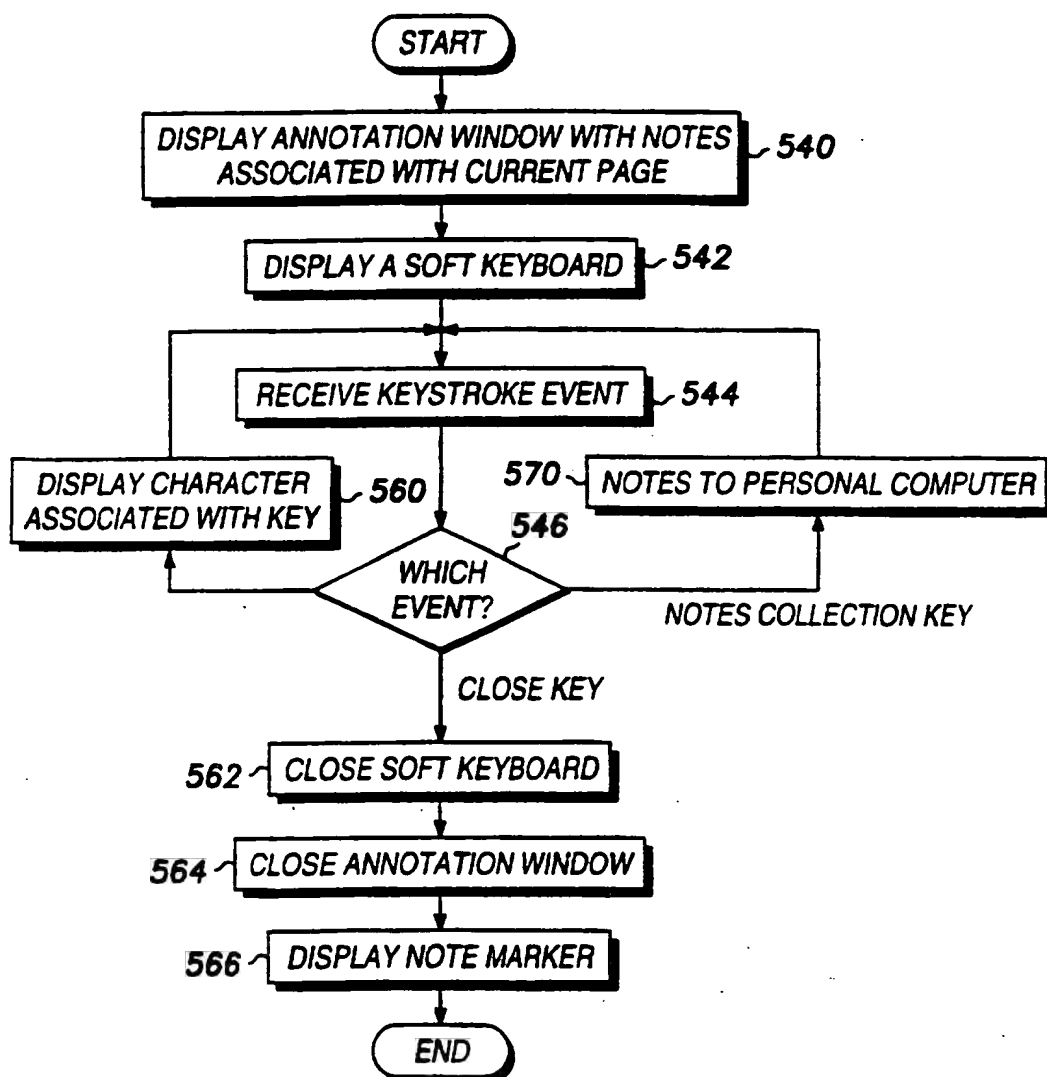 START
DISPLAY ANNOTATION WINDOW WITH NOTES
ASSOCIATED WITH CURRENT PAGE
540
DISPLAY A SOFT KEYBOARD
542
RECEIVE KEYSTROKE EVENT
544
DISPLAY CHARACTER
ASSOCIATED WITH KEY
560
570
NOTES TO PERSONAL COMPUTER
546
WHICH
EVENT?
NOTES COLLECTION KEY
CLOSE KEY
562
CLOSE SOFT KEYBOARD
564
CLOSE ANNOTATION WINDOW
566
DISPLAY NOTE MARKER
END